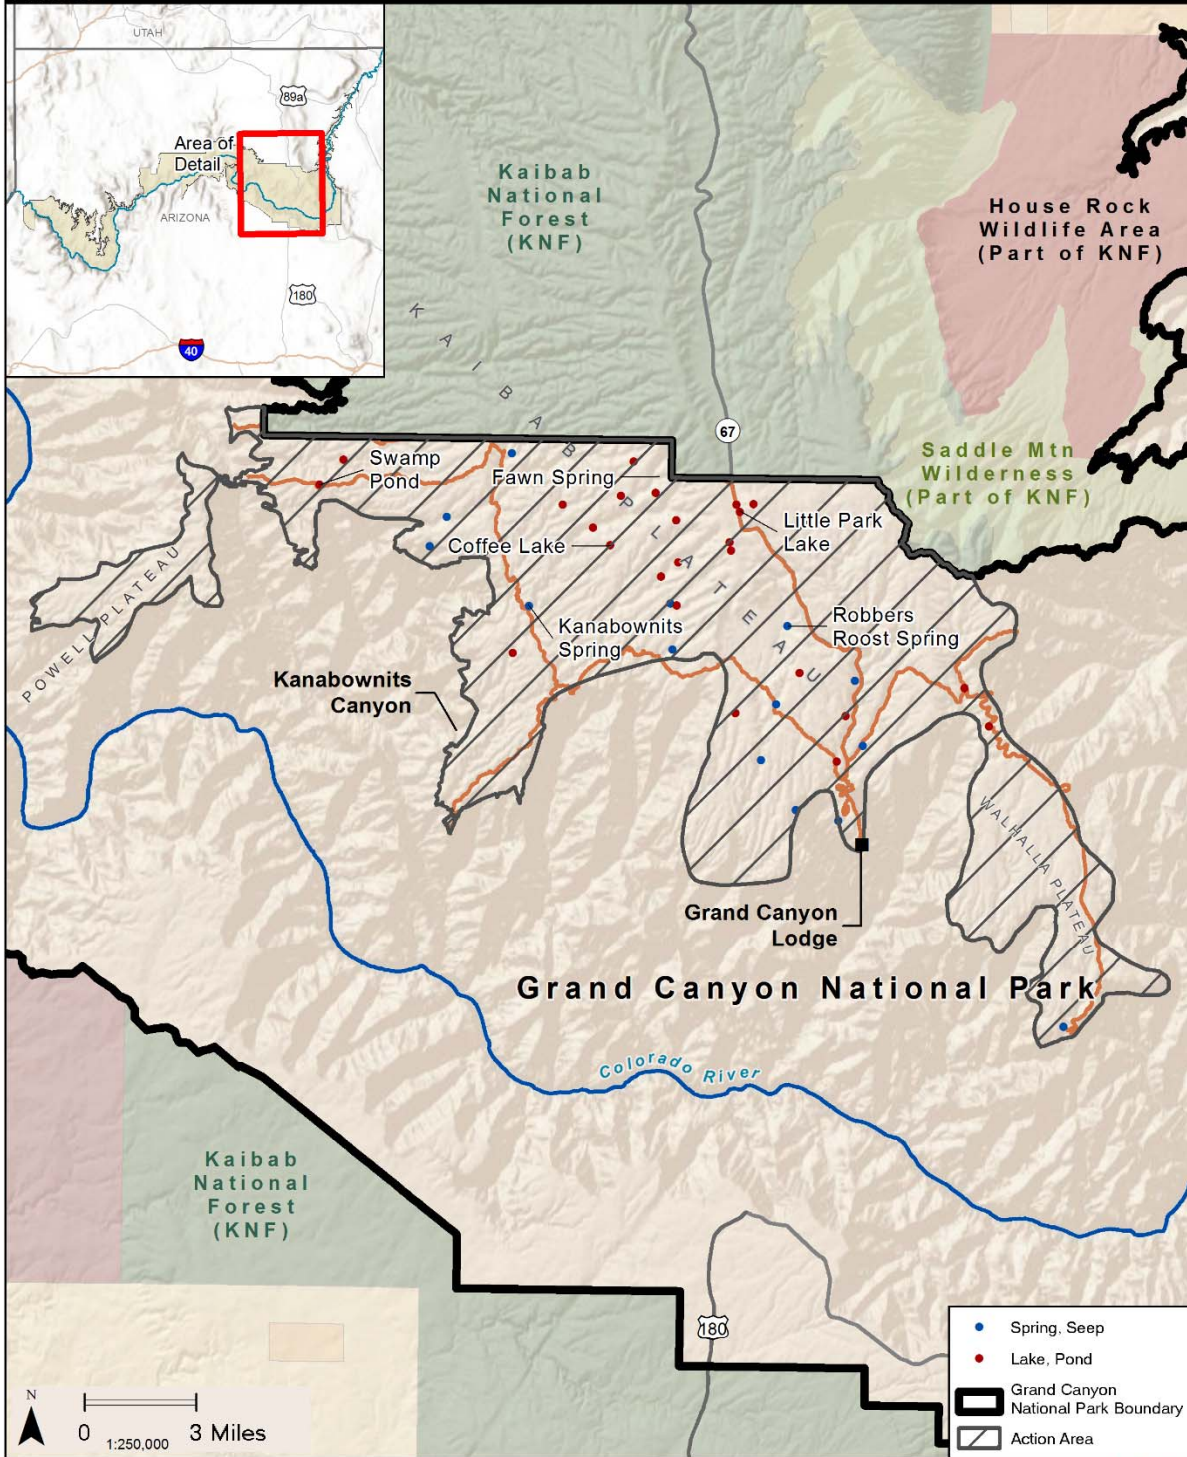 UTAH
89a
Area of
Detail
ARIZONA
180
40
Kaibab
National
Forest
(KNF)
House Rock
Wildlife Area
(Part of KNF)
KAIBAB PLATEAU
67
Saddle Mtn
Wilderness
(Part of KNF)
Swamp
Pond
Fawn Spring
Little Park
Lake
Coffee Lake
POWELL PLATEAU
Kanabownits
Spring
Robbers
Roost Spring
Kanabownits
Canyon
WALHALLA PLATEAU
Grand Canyon
Lodge
Grand Canyon National Park
Colorado River
Kaibab
National
Forest
(KNF)
180
Spring, Seep
Lake, Pond
Grand Canyon
National Park Boundary
Action Area
N
0 3 Miles
1:250,000